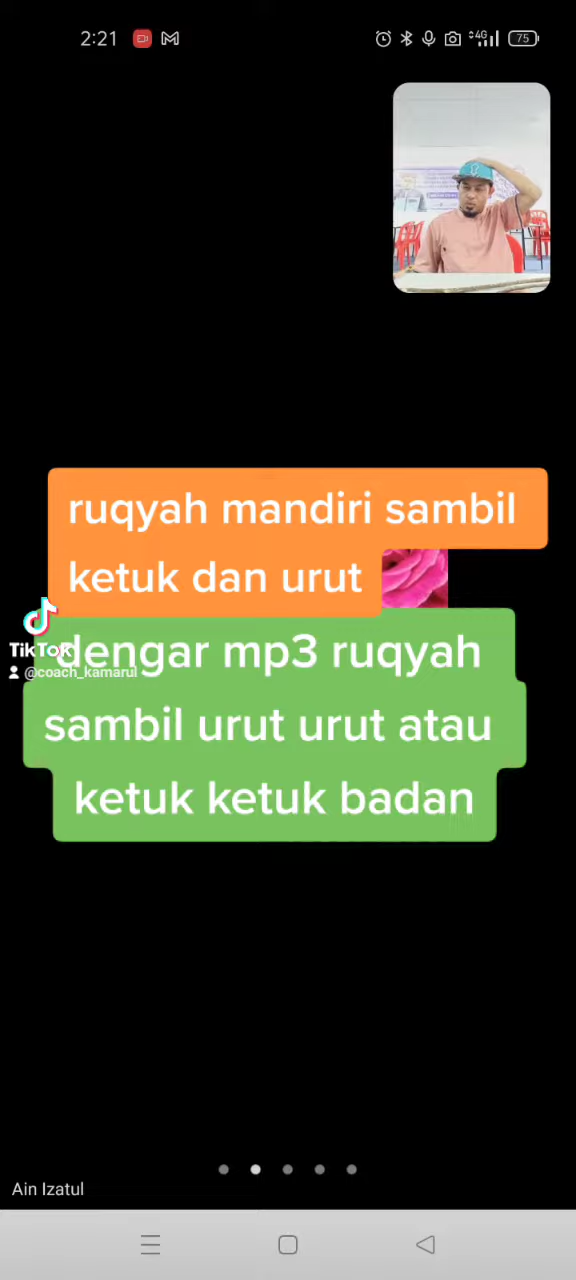 2:21
4G
75
ruqyah mandiri sambil
ketuk dan urut
TikTok
dengar mp3 ruqyah
@coach_kamarul
sambil urut urut atau
ketuk ketuk badan
Ain Izatul